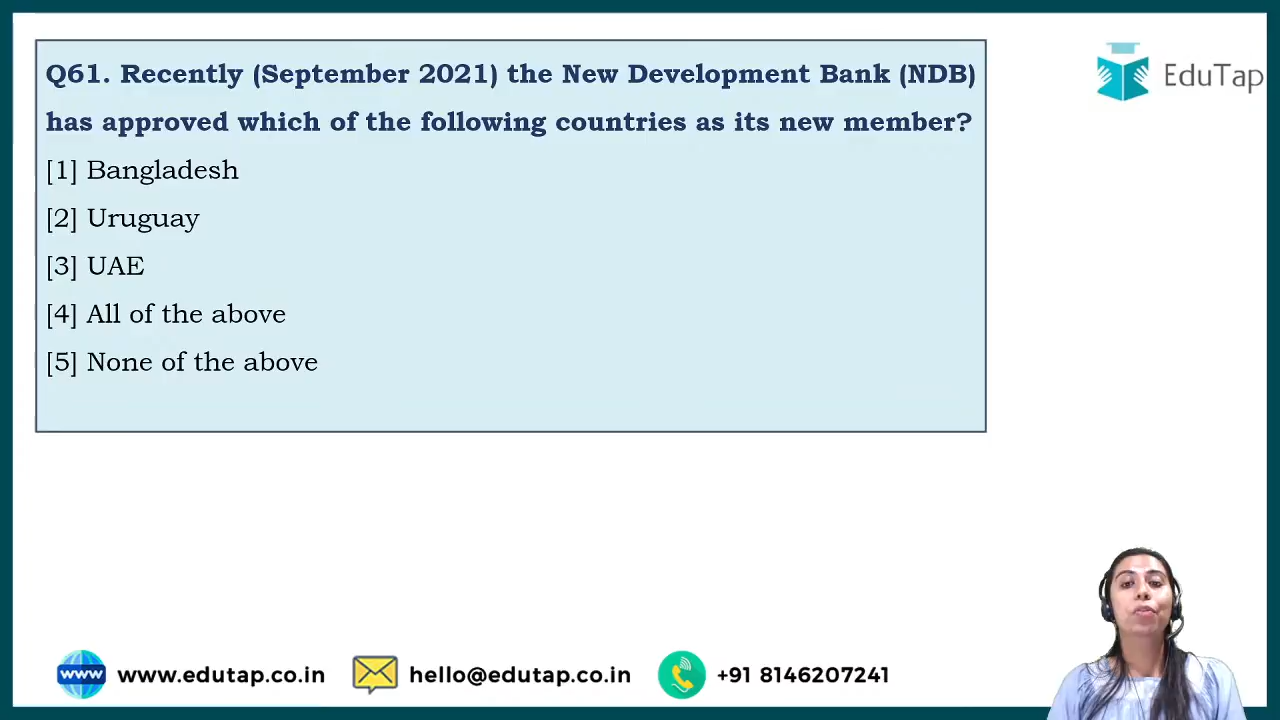 Q61. Recently (September 2021) the New Development Bank (NDB)
has approved which of the following countries as its new member?
[1] Bangladesh
[2] Uruguay
[3] UAE
[4] All of the above
[5] None of the above
EduTap
www
www.edutap.co.in
hello@edutap.co.in
+91 8146207241